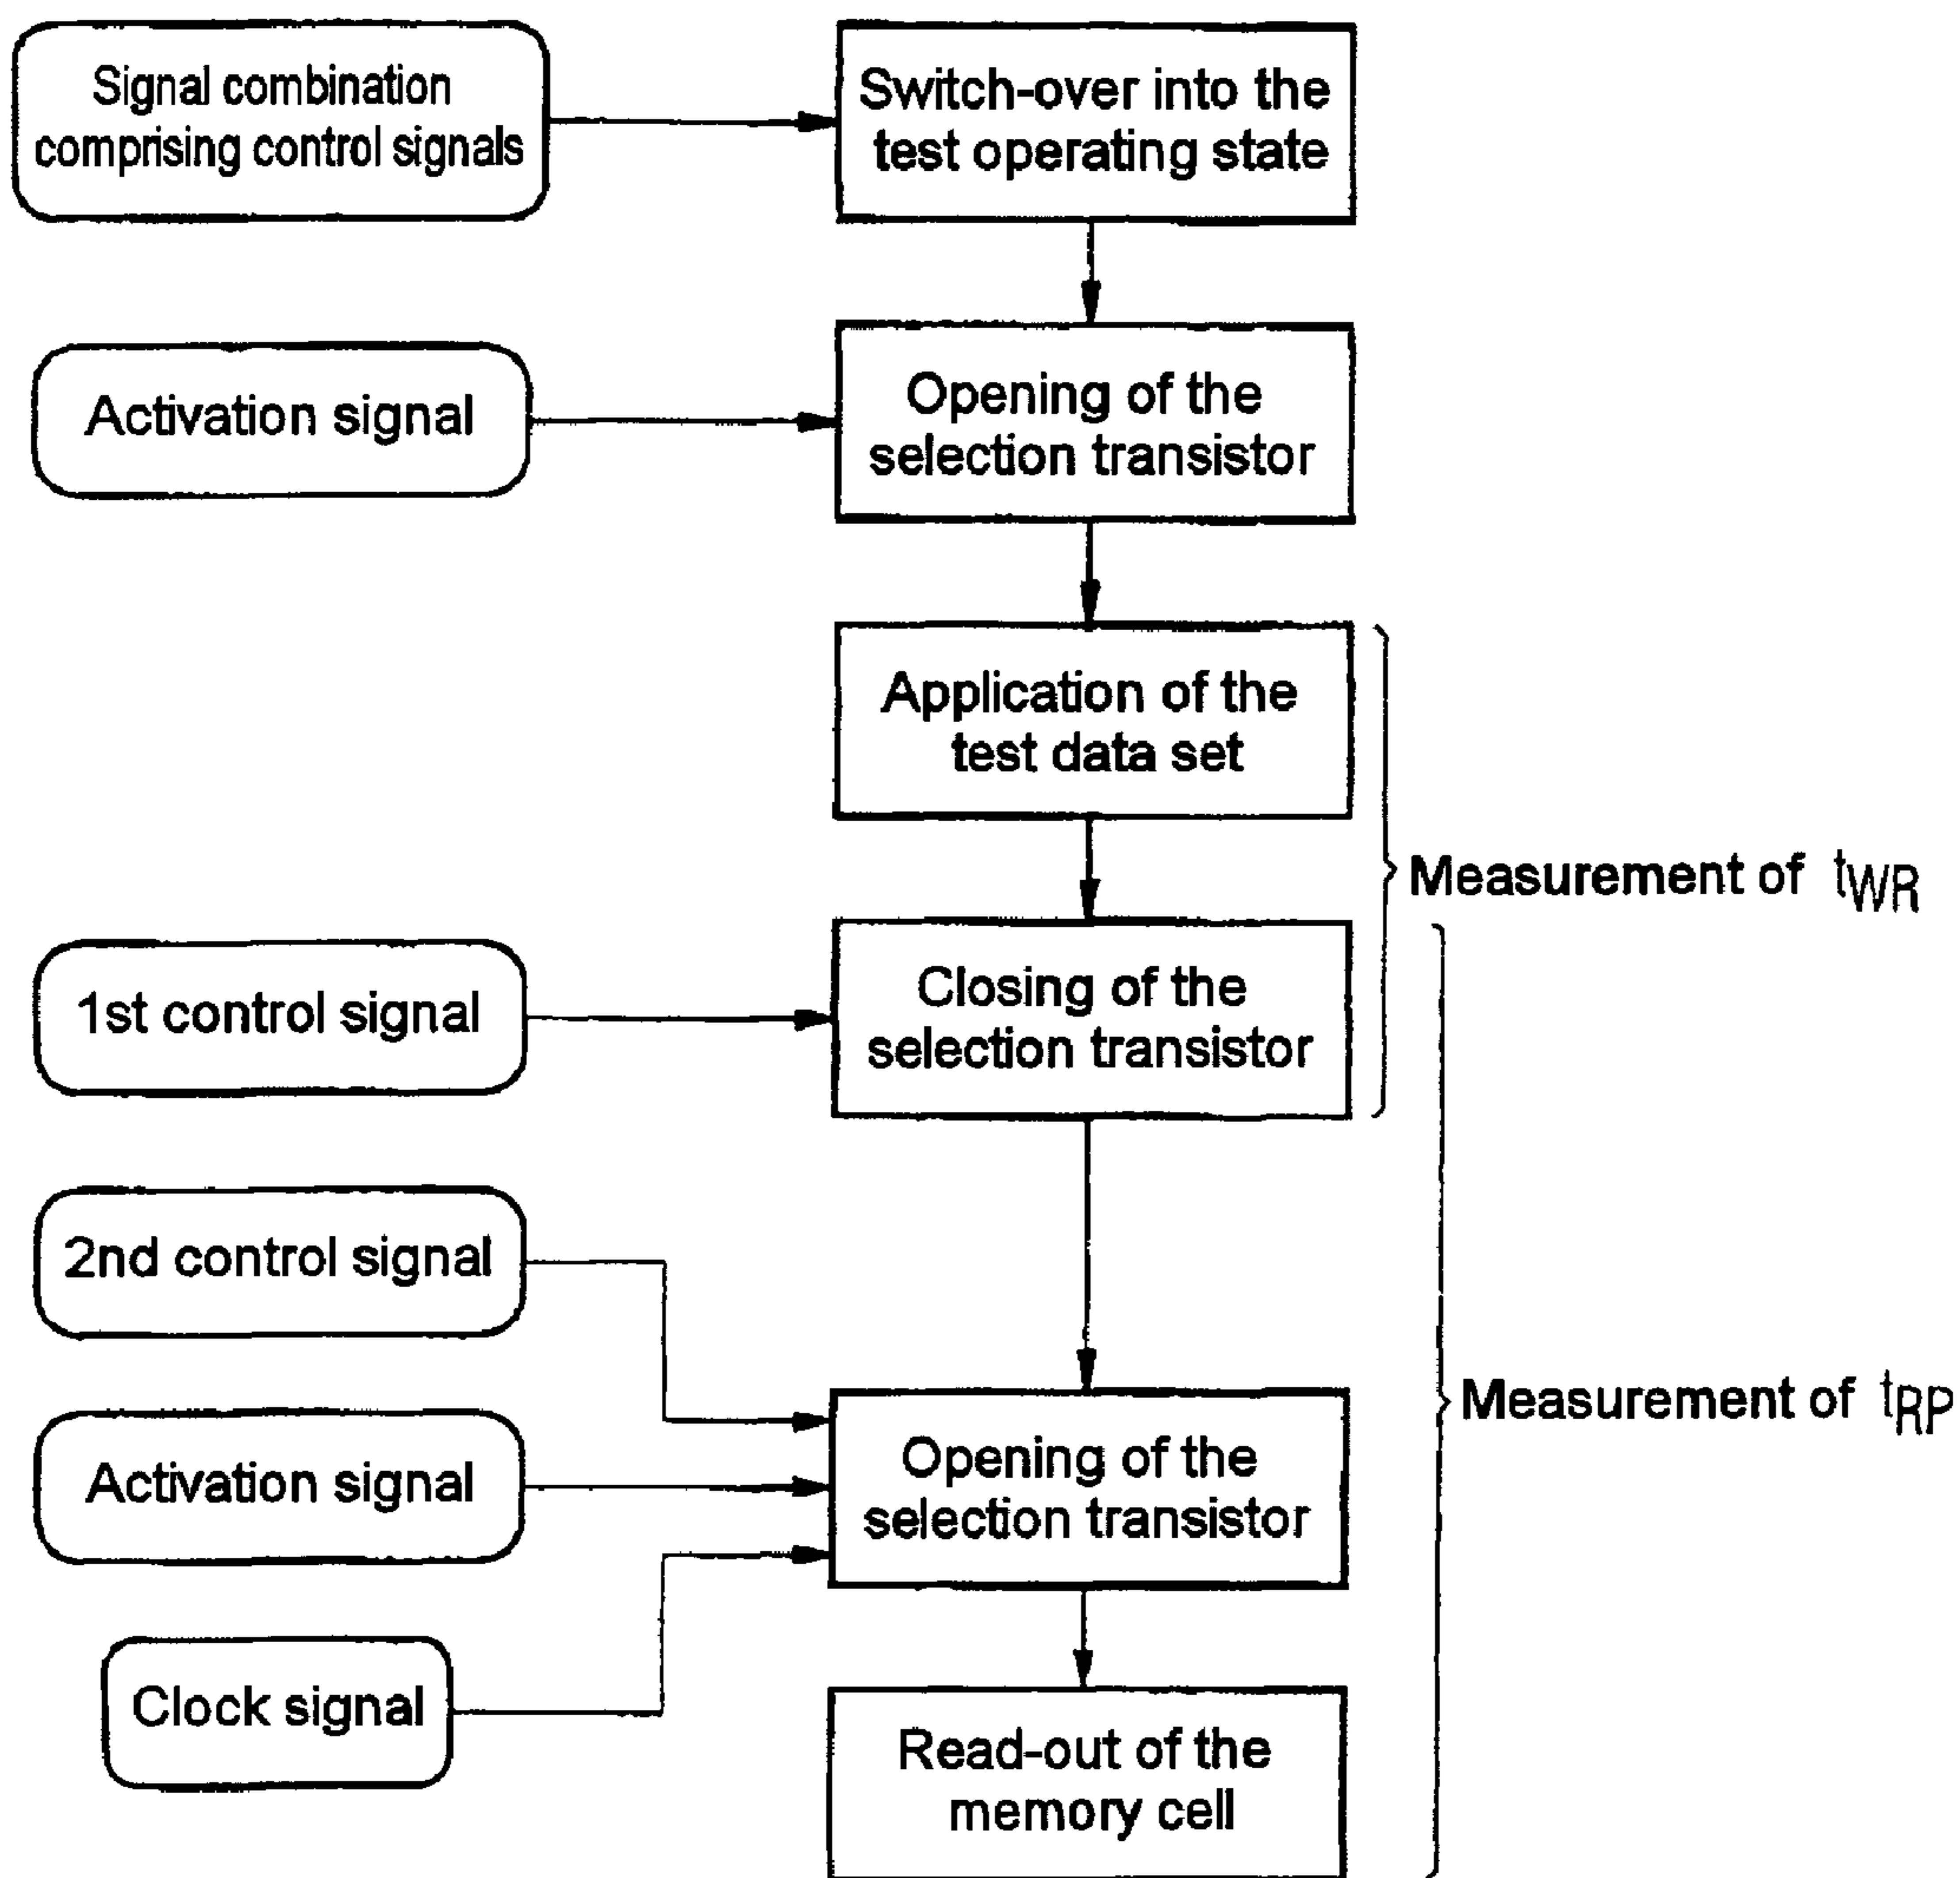 Signal combination
comprising control signals
Switch-over into the
test operating state
Activation signal
Opening of the
selection transistor
Application of the
test data set
Measurement of tWR
1st control signal
Closing of the
selection transistor
2nd control signal
Activation signal
Opening of the
selection transistor
Measurement of tRP
Clock signal
Read-out of the
memory cell